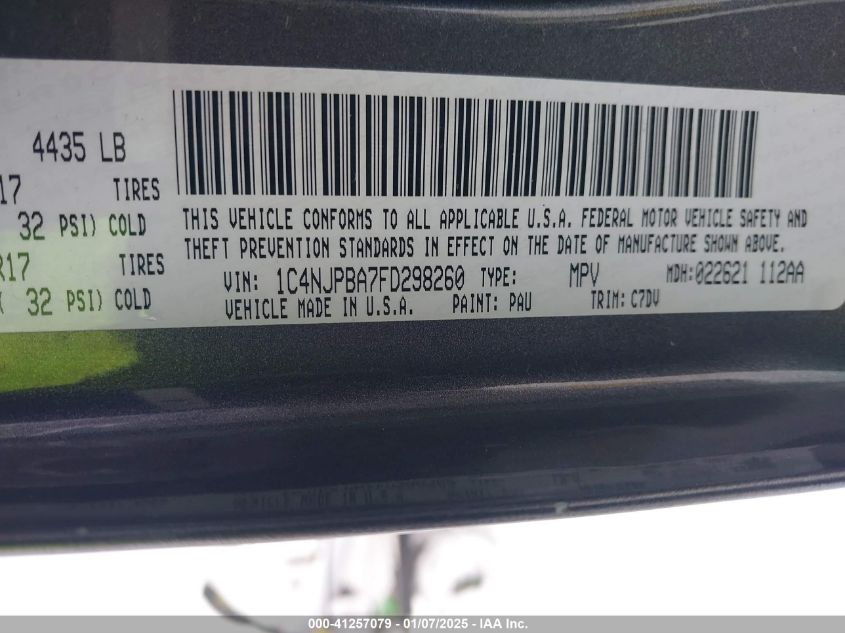 4435 LB
17 TIRES
32 PSI) COLD
R17 TIRES
( 32 PSI) COLD
THIS VEHICLE CONFORMS TO ALL APPLICABLE U.S.A. FEDERAL MOTOR VEHICLE SAFETY AND
THEFT PREVENTION STANDARDS IN EFFECT ON THE DATE OF MANUFACTURE SHOWN ABOVE.
VIN: 1C4NJPBA7FD298260 TYPE: MPV MDH:022621 112AA
VEHICLE MADE IN U.S.A. PAINT: PAU TRIM: C7DV
000-41257079 - 01/07/2025 - IAA Inc.